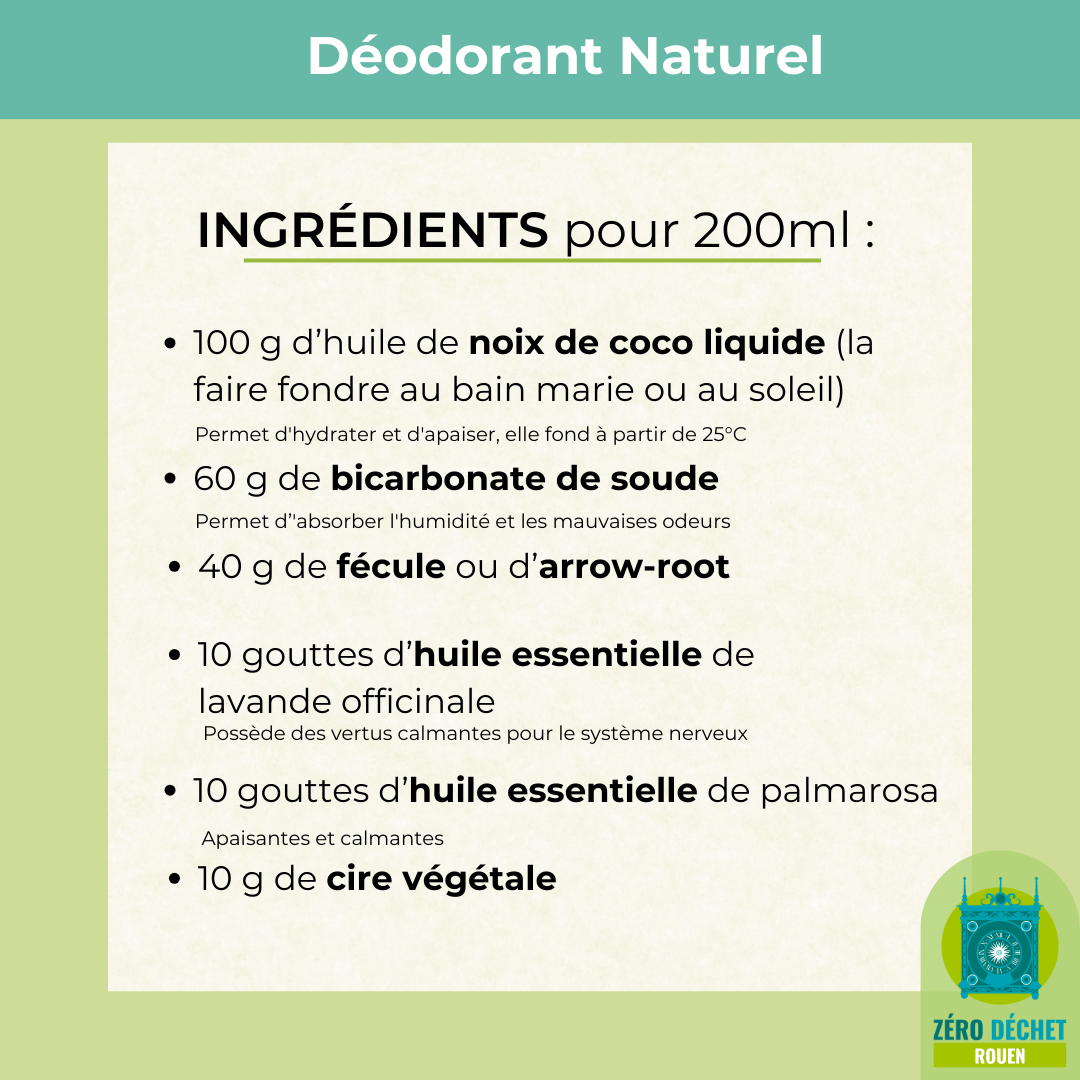 Déodorant Naturel
INGRÉDIENTS pour 200ml :
• 100 g d’huile de noix de coco liquide (la
faire fondre au bain marie ou au soleil)
Permet d'hydrater et d'apaiser, elle fond à partir de 25°C
• 60 g de bicarbonate de soude
Permet d’'absorber l'humidité et les mauvaises odeurs
• 40 g de fécule ou d’arrow-root
• 10 gouttes d’huile essentielle de
lavande officinale
Possède des vertus calmantes pour le système nerveux
• 10 gouttes d’huile essentielle de palmarosa
Apaisantes et calmantes
• 10 g de cire végétale
ZÉRO DÉCHET
ROUEN